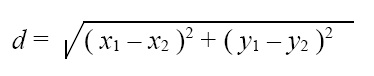 d = √( x₁ – x₂ )² + ( y₁ – y₂ )²